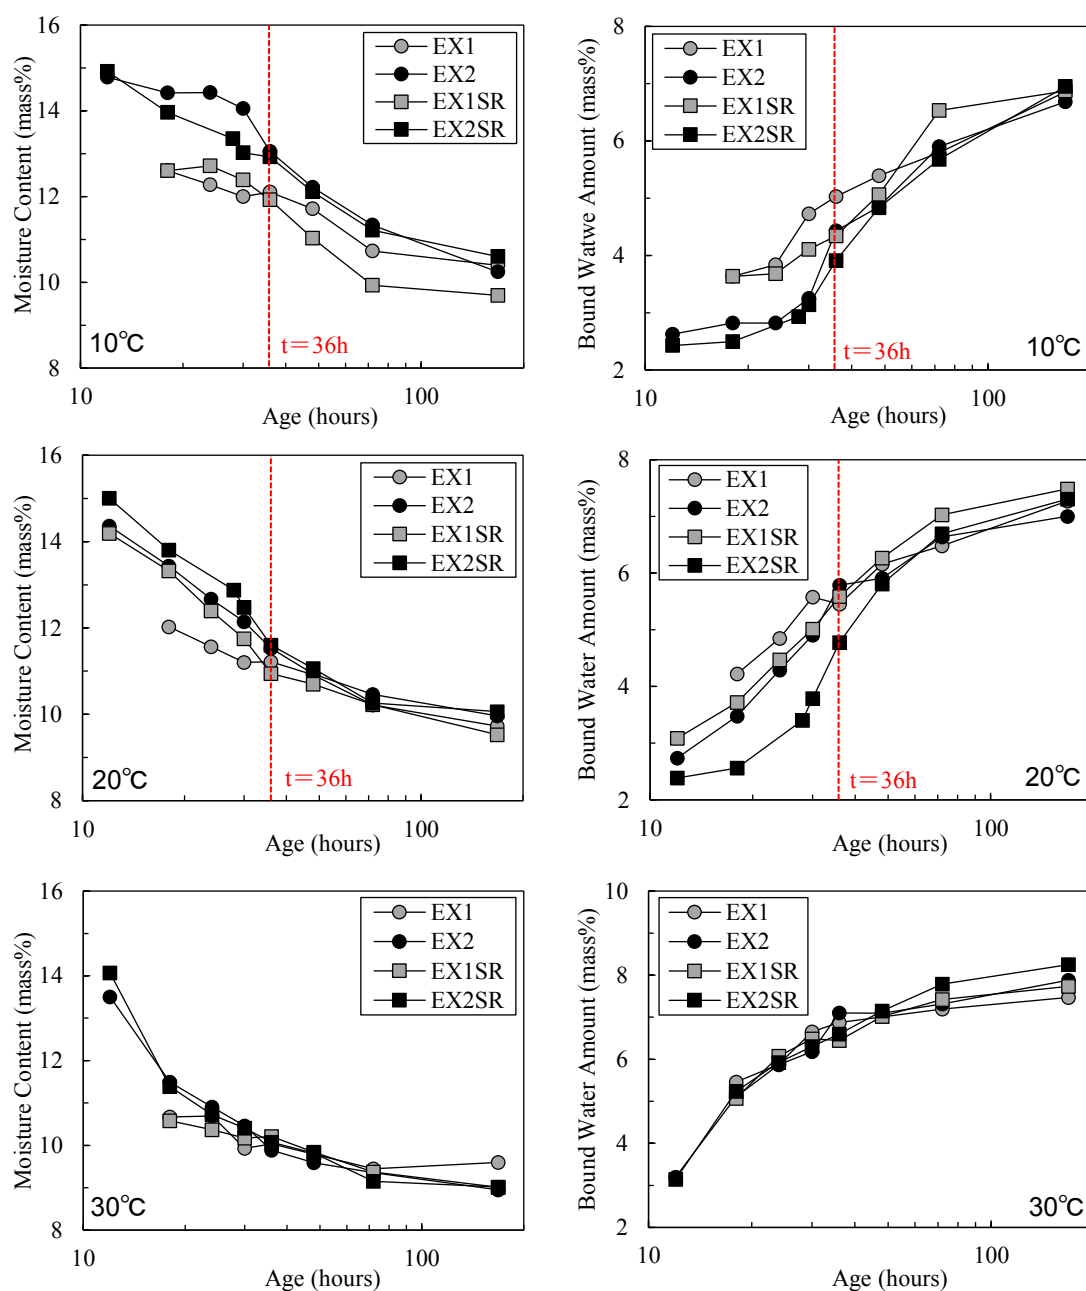 16
14
12
10
8
Moisture Content (mass%)
EX1
EX2
EX1SR
EX2SR
10℃
t=36h
10
100
Age (hours)
8
6
4
2
Bound Watwe Amount (mass%)
EX1
EX2
EX1SR
EX2SR
t=36h
10℃
10
100
Age (hours)
16
14
12
10
8
Moisture Content (mass%)
EX1
EX2
EX1SR
EX2SR
20℃
t=36h
10
100
Age (hours)
8
6
4
2
Bound Water Amount (mass%)
EX1
EX2
EX1SR
EX2SR
t=36h
20℃
10
100
Age (hours)
16
14
12
10
8
Moisture Content (mass%)
EX1
EX2
EX1SR
EX2SR
30℃
10
100
Age (hours)
10
8
6
4
2
Bound Water Amount (mass%)
EX1
EX2
EX1SR
EX2SR
30℃
10
100
Age (hours)